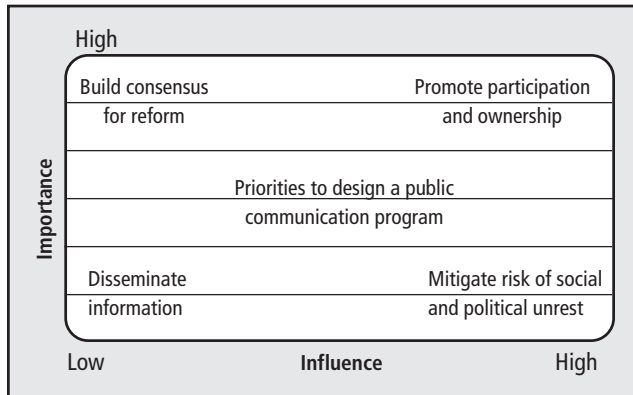 High
Build consensus
for reform
Promote participation
and ownership
Importance
Priorities to design a public
communication program
Disseminate
information
Mitigate risk of social
and political unrest
Low
Influence
High